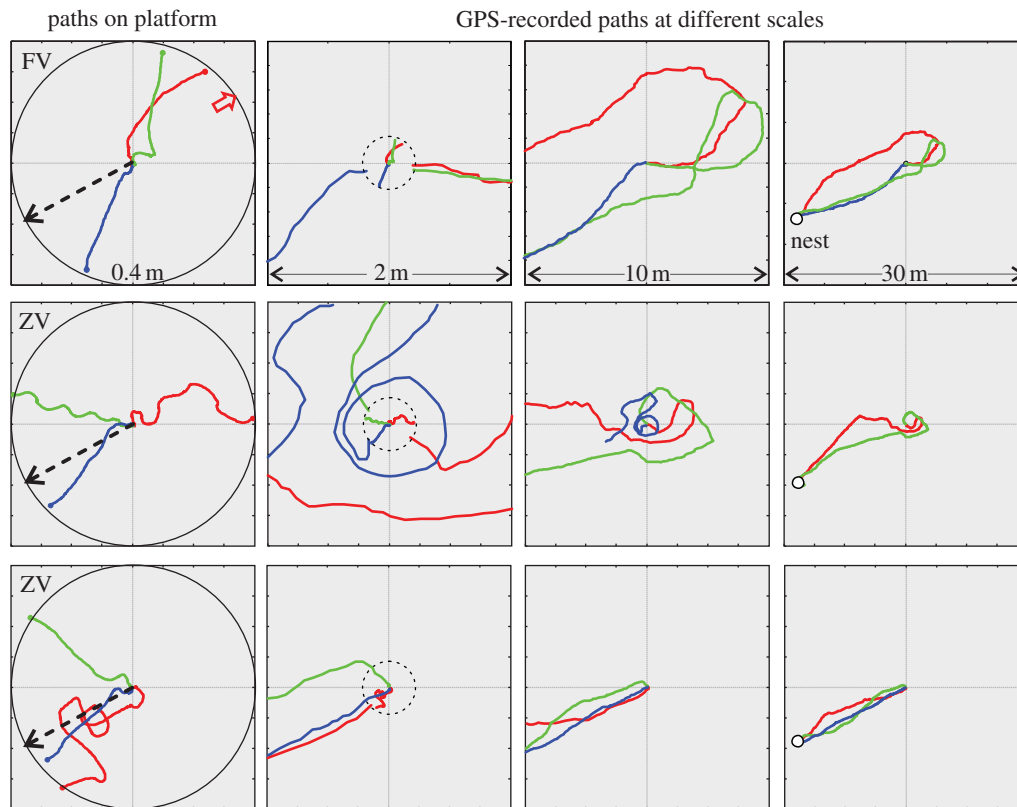 paths on platform
GPS-recorded paths at different scales
FV
0.4 m
2 m
10 m
nest
30 m
ZV
ZV